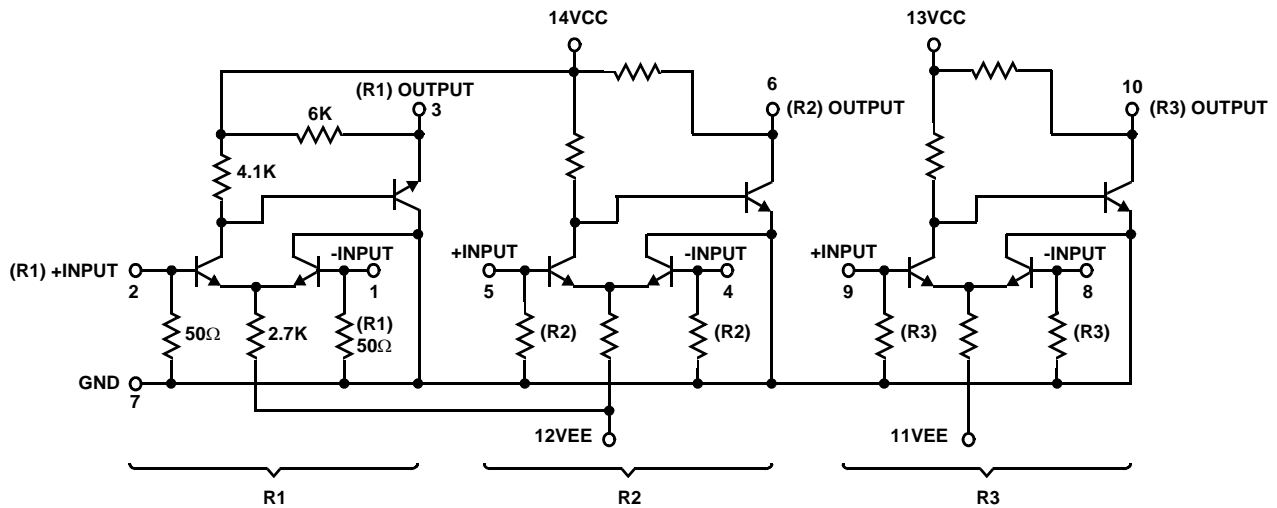 14VCC
13VCC
(R1) OUTPUT
3
6
(R2) OUTPUT
10
(R3) OUTPUT
6K
4.1K
(R1) +INPUT
2
-INPUT
1
+INPUT
5
-INPUT
4
+INPUT
9
-INPUT
8
50Ω
2.7K
(R1)
50Ω
(R2)
(R2)
(R3)
(R3)
GND
7
12VEE
11VEE
R1
R2
R3